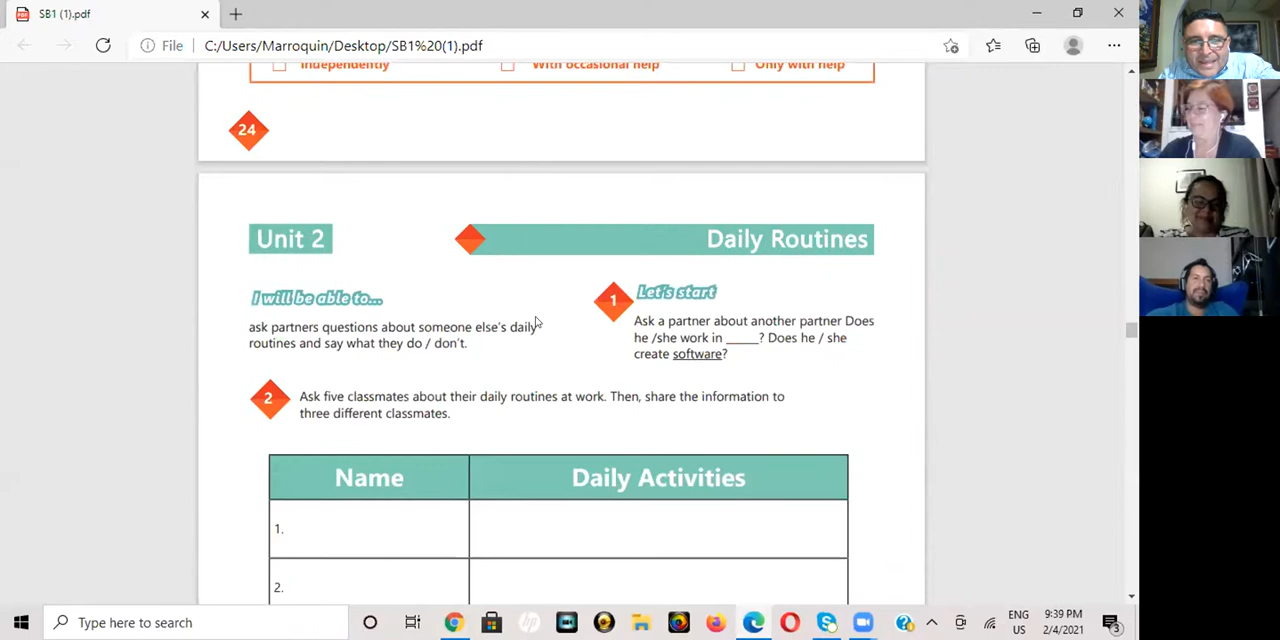 SB1 (1).pdf
File
C:/Users/Marroquin/Desktop/SB1%20(1).pdf
Independently
With occasional help
Only with help
24
Unit 2
Daily Routines
I will be able to...
ask partners questions about someone else's daily
routines and say what they do / don't.
1
Let's start
Ask a partner about another partner Does
he /she work in _____? Does he / she
create software?
2
Ask five classmates about their daily routines at work. Then, share the information to
three different classmates.
Name
Daily Activities
1.
2.
Type here to search
ENG
US
9:39 PM
2/4/2021
3